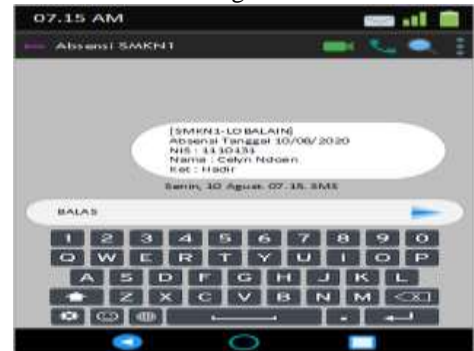 07.15 AM
Absensi SMKN1
[SMKN1-LOBALAIN]
Absensi Tanggal 10/08/2020
NIS : 1110131
Nama : Celyn Ndoen
Ket : Hadir
Senin, 10 Agust. 07.15. SMS
BALAS
1 2 3 4 5 6 7 8 9 0
Q W E R T Y U I O P
A S D F G H J K L
Z X C V B N M